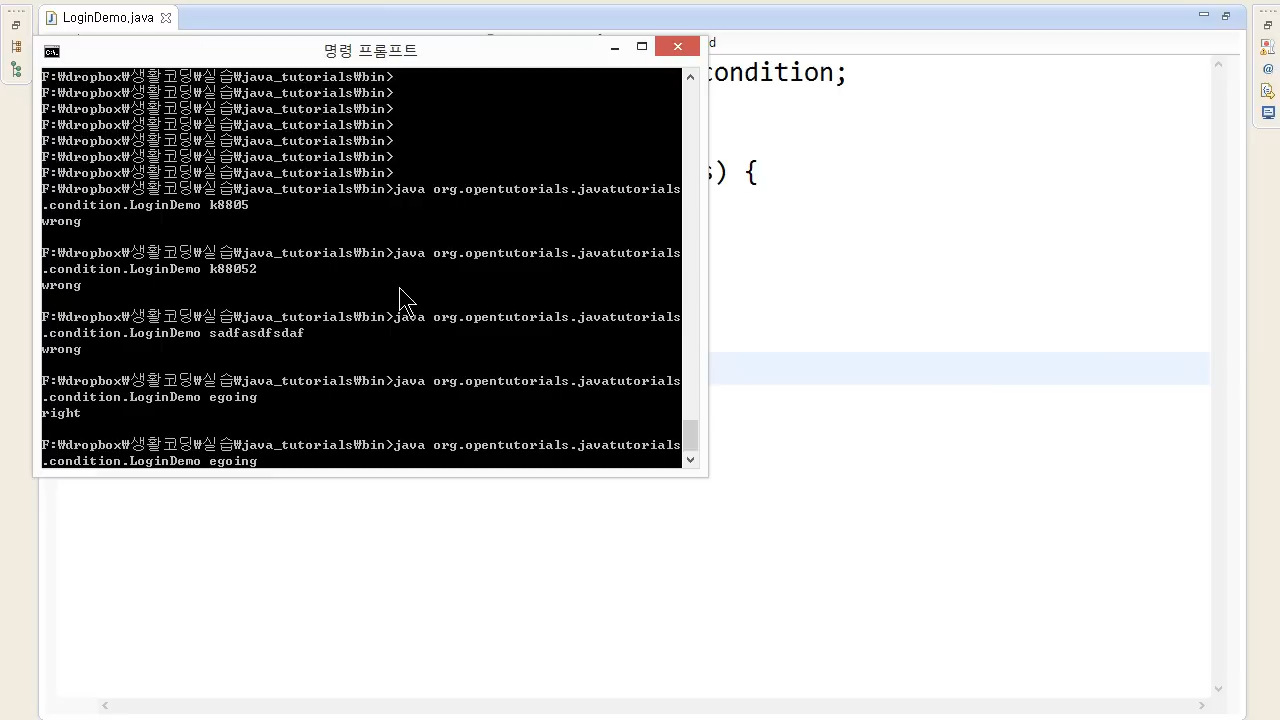 LoginDemo.java
명령 프롬프트
d
condition;
F:₩dropbox₩생활코딩₩실습₩java_tutorials₩bin>
F:₩dropbox₩생활코딩₩실습₩java_tutorials₩bin>
F:₩dropbox₩생활코딩₩실습₩java_tutorials₩bin>
F:₩dropbox₩생활코딩₩실습₩java_tutorials₩bin>
F:₩dropbox₩생활코딩₩실습₩java_tutorials₩bin>
F:₩dropbox₩생활코딩₩실습₩java_tutorials₩bin>
F:₩dropbox₩생활코딩₩실습₩java_tutorials₩bin>
s) {
F:₩dropbox₩생활코딩₩실습₩java_tutorials₩bin>java org.opentutorials.javatutorials
.condition.LoginDemo k8805
wrong
F:₩dropbox₩생활코딩₩실습₩java_tutorials₩bin>java org.opentutorials.javatutorials
.condition.LoginDemo k88052
wrong
F:₩dropbox₩생활코딩₩실습₩java_tutorials₩bin>java org.opentutorials.javatutorials
.condition.LoginDemo sadfasdfsdaf
wrong
F:₩dropbox₩생활코딩₩실습₩java_tutorials₩bin>java org.opentutorials.javatutorials
.condition.LoginDemo egoing
right
F:₩dropbox₩생활코딩₩실습₩java_tutorials₩bin>java org.opentutorials.javatutorials
.condition.LoginDemo egoing